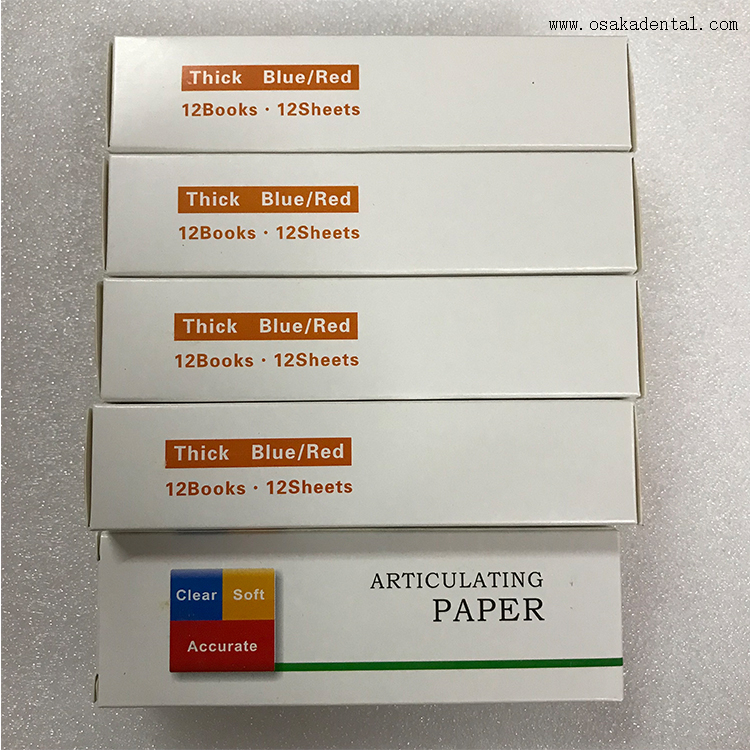 www.osakadental.com
Thick Blue/Red
12Books · 12Sheets
Thick Blue/Red
12Books · 12Sheets
Thick Blue/Red
12Books · 12Sheets
Thick Blue/Red
12Books · 12Sheets
Clear Soft
Accurate
ARTICULATING
PAPER